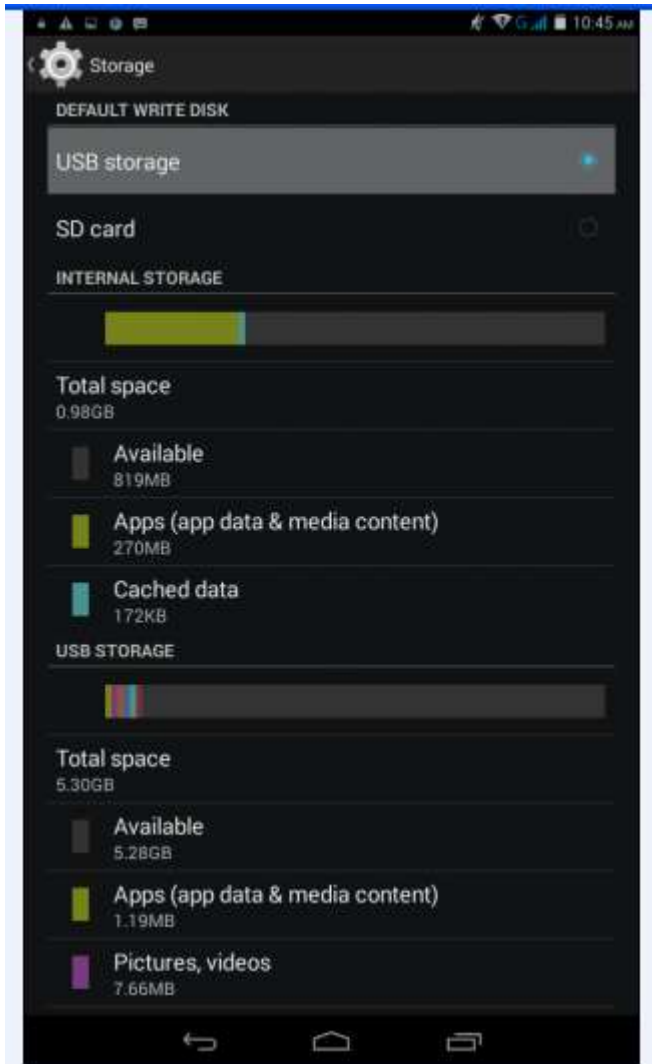 G 10:45 AM
Storage
DEFAULT WRITE DISK
USB storage
SD card
INTERNAL STORAGE
Total space
0.98GB
Available
819MB
Apps (app data & media content)
270MB
Cached data
172KB
USB STORAGE
Total space
5.30GB
Available
5.28GB
Apps (app data & media content)
1.19MB
Pictures, videos
7.66MB